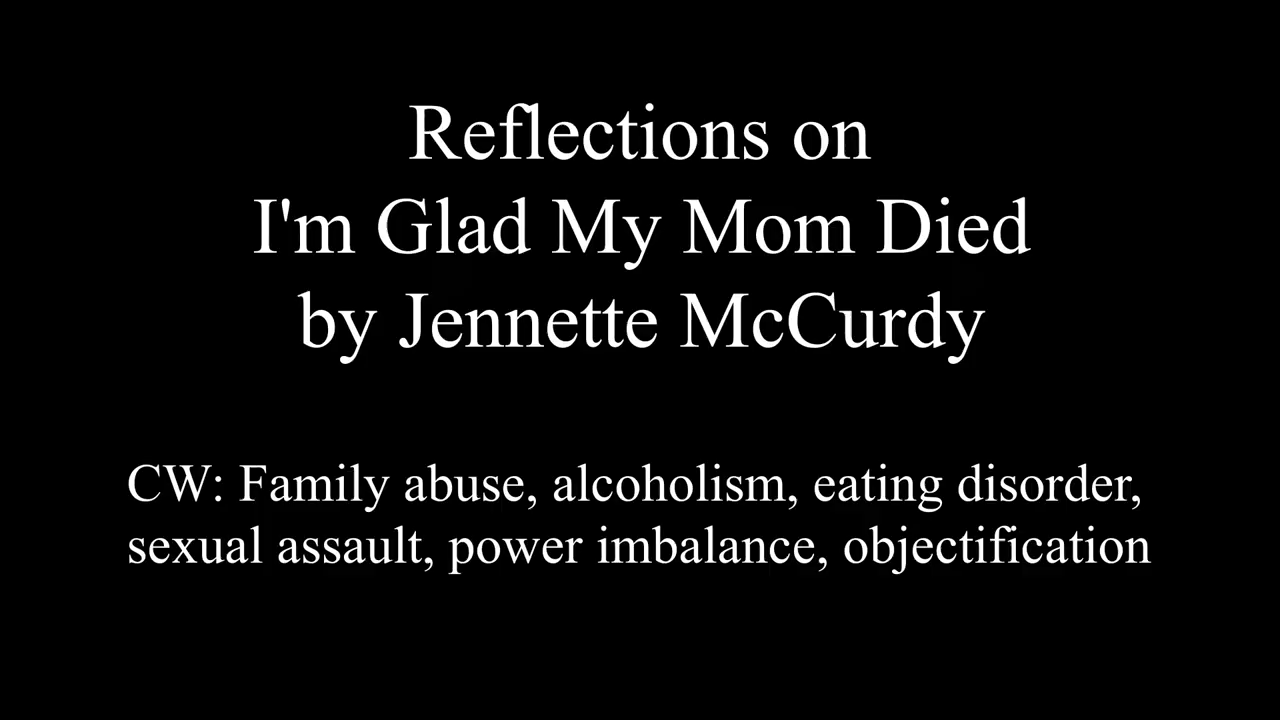 Reflections on
I'm Glad My Mom Died
by Jennette McCurdy
CW: Family abuse, alcoholism, eating disorder,
sexual assault, power imbalance, objectification